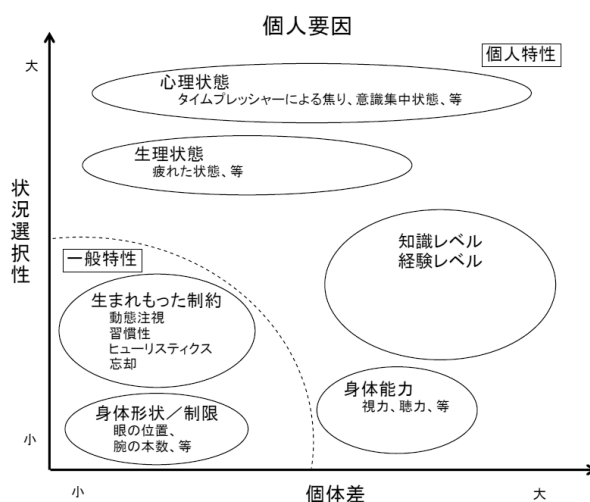 個人要因
大
個人特性
心理状態
タイムプレッシャーによる焦り、意識集中状態、等
生理状態
疲れた状態、等
状況選択性
知識レベル
経験レベル
一般特性
生まれもった制約
動態注視
習慣性
ヒューリスティクス
忘却
身体能力
視力、聴力、等
身体形状／制限
眼の位置、
腕の本数、等
小
小
個体差
大